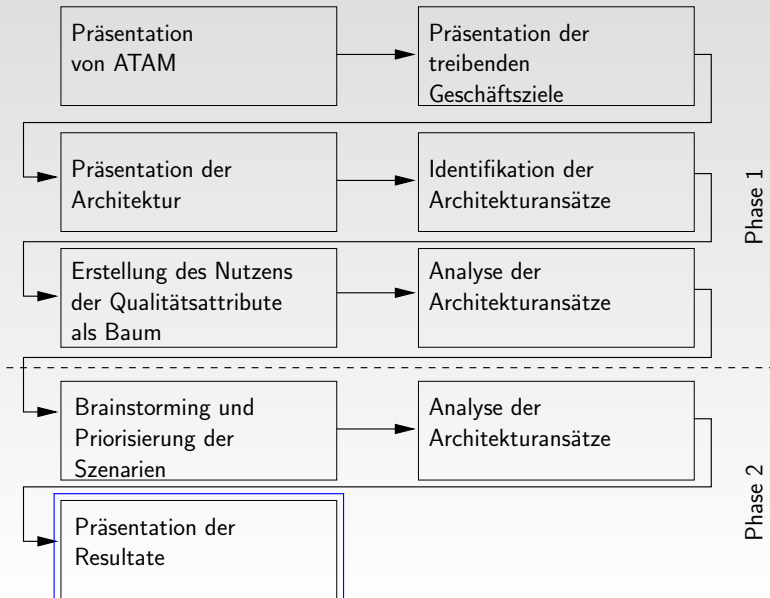 Präsentation
von ATAM
Präsentation der
treibenden
Geschäftsziele
Präsentation der
Architektur
Identifikation der
Architekturansätze
Erstellung des Nutzens
der Qualitätsattribute
als Baum
Analyse der
Architekturansätze
Phase 1
Brainstorming und
Priorisierung der
Szenarien
Analyse der
Architekturansätze
Präsentation der
Resultate
Phase 2